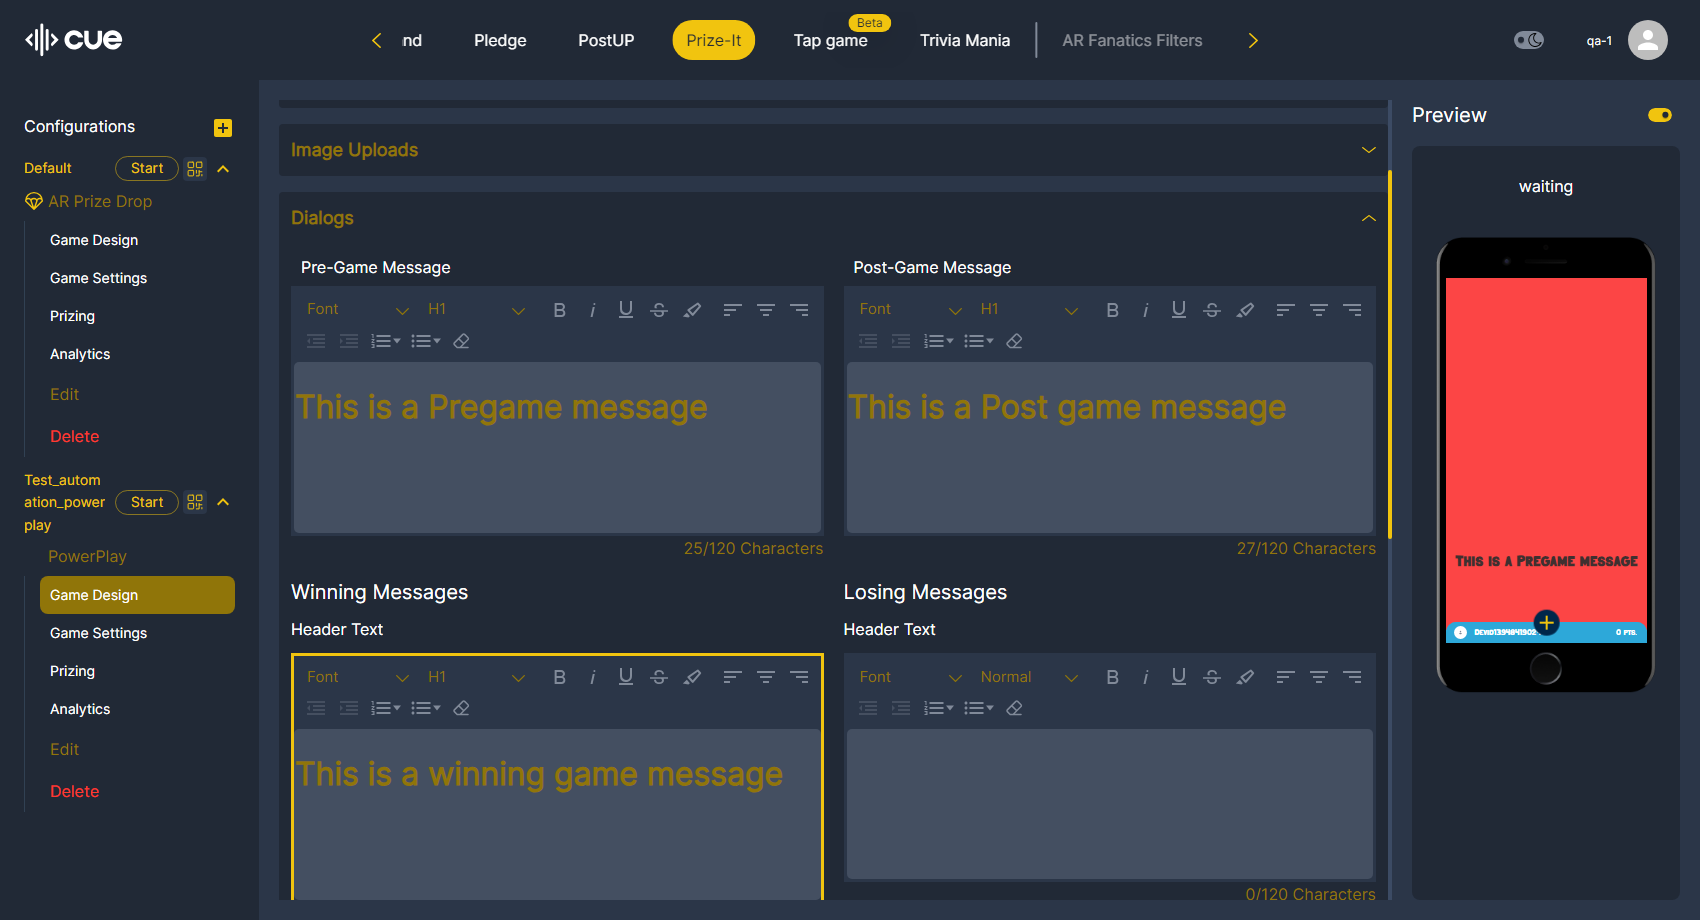 cue
nd
Pledge
PostUP
Prize-It
Beta
Tap game
Trivia Mania
AR Fanatics Filters
qa-1
Configurations
Default
Start
AR Prize Drop
Game Design
Game Settings
Prizing
Analytics
Edit
Delete
Test_autom
ation_power
play
Start
PowerPlay
Game Design
Game Settings
Prizing
Analytics
Edit
Delete
Image Uploads
Dialogs
Pre-Game Message
Font
H1
B i U S
This is a Pregame message
25/120 Characters
Post-Game Message
Font
H1
B i U S
This is a Post game message
27/120 Characters
Winning Messages
Header Text
Font
H1
B i U S
This is a winning game message
Losing Messages
Header Text
Font
Normal
B i U S
0/120 Characters
Preview
waiting
This is a Pregame message
0 pts.